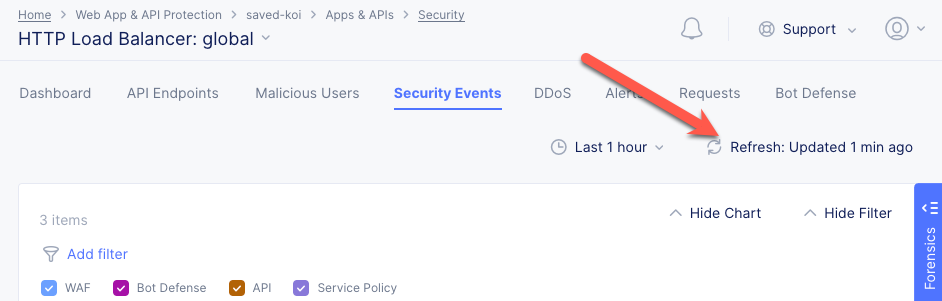 Home > Web App & API Protection > saved-koi > Apps & APIs > Security
HTTP Load Balancer: global
Support
Dashboard API Endpoints Malicious Users Security Events DDoS Alerts Requests Bot Defense
Last 1 hour Refresh: Updated 1 min ago
3 items Hide Chart Hide Filter
Add filter
WAF Bot Defense API Service Policy
Forensics